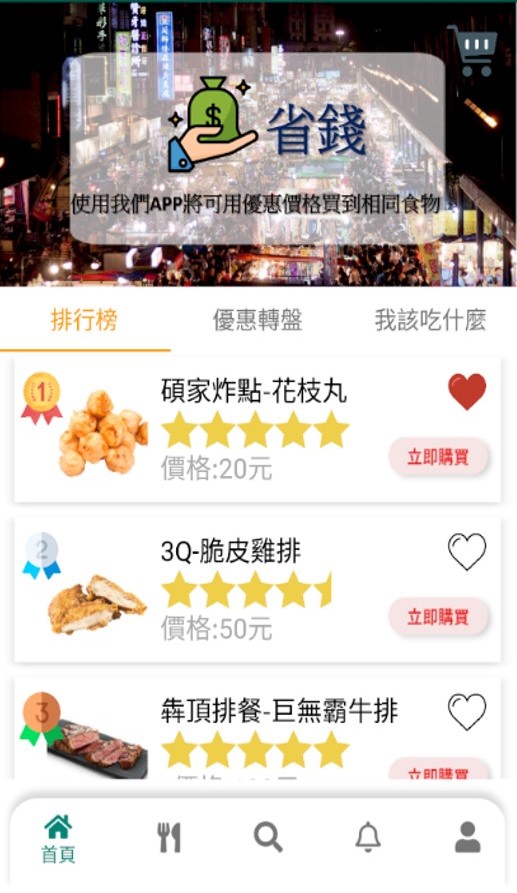 省錢
使用我們APP將可用優惠價格買到相同食物
排行榜
優惠轉盤
我該吃什麼
1
碩家炸點-花枝丸
價格:20元
立即購買
2
3Q-脆皮雞排
價格:50元
立即購買
3
犇頂排餐-巨無霸牛排
立即購買
首頁